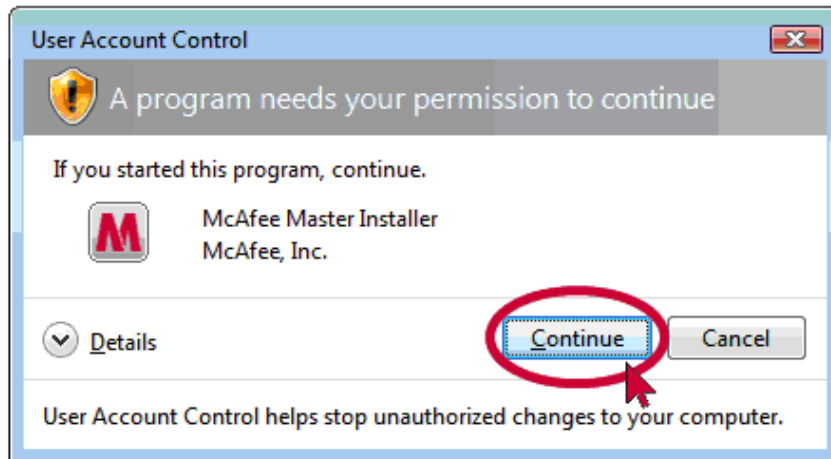 User Account Control
A program needs your permission to continue
If you started this program, continue.
McAfee Master Installer
McAfee, Inc.
Details
Continue
Cancel
User Account Control helps stop unauthorized changes to your computer.